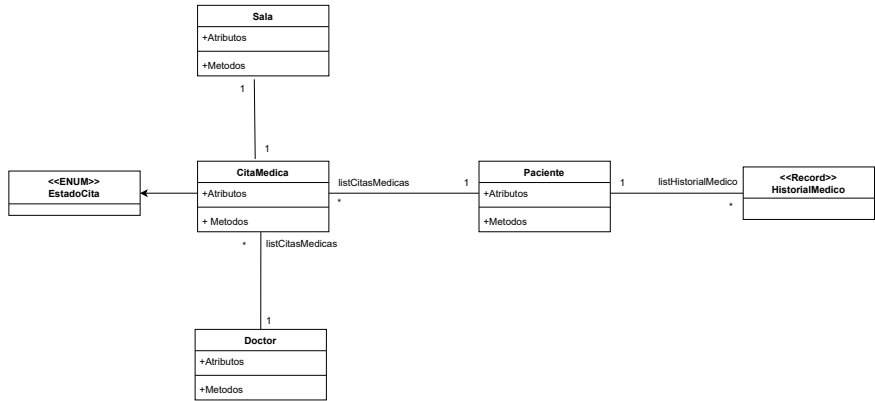 Sala
+Atributos
+Metodos
1
1
<<ENUM>>
EstadoCita
CitaMedica
+Atributos
+ Metodos
listCitasMedicas
*
1
Paciente
+Atributos
+Metodos
1
listHistorialMedico
*
<<Record>>
HistorialMedico
*
listCitasMedicas
1
Doctor
+Atributos
+Metodos